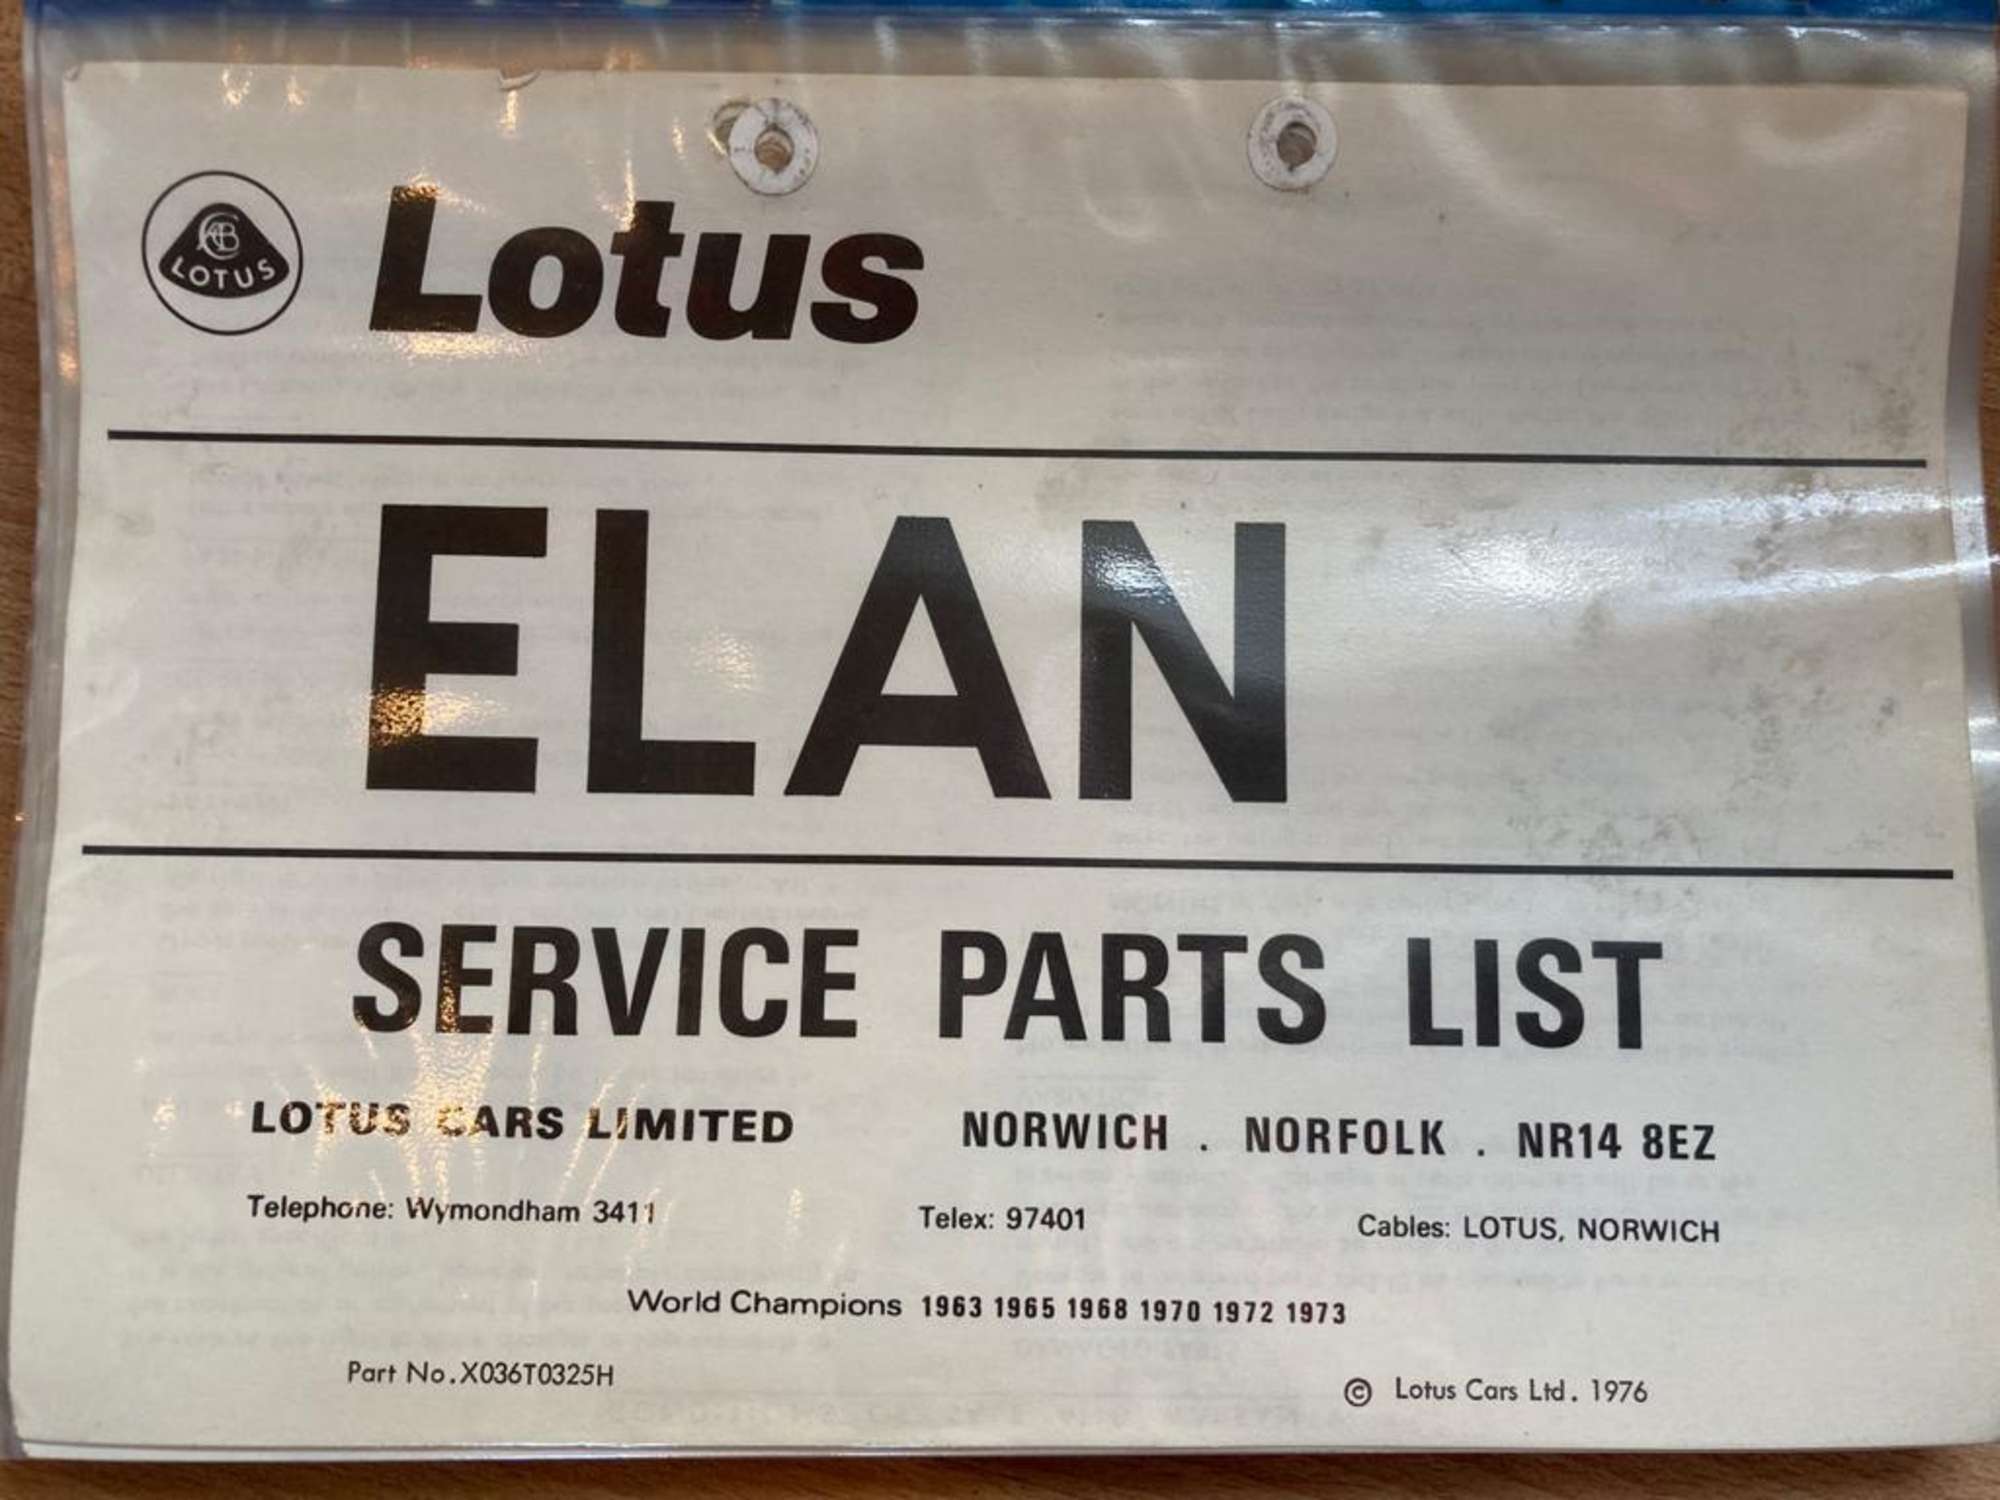 ACBC
LOTUS
Lotus
ELAN
SERVICE PARTS LIST
LOTUS CARS LIMITED NORWICH . NORFOLK . NR14 8EZ
Telephone: Wymondham 3411 Telex: 97401 Cables: LOTUS, NORWICH
World Champions 1963 1965 1968 1970 1972 1973
Part No.X036T0325H © Lotus Cars Ltd. 1976